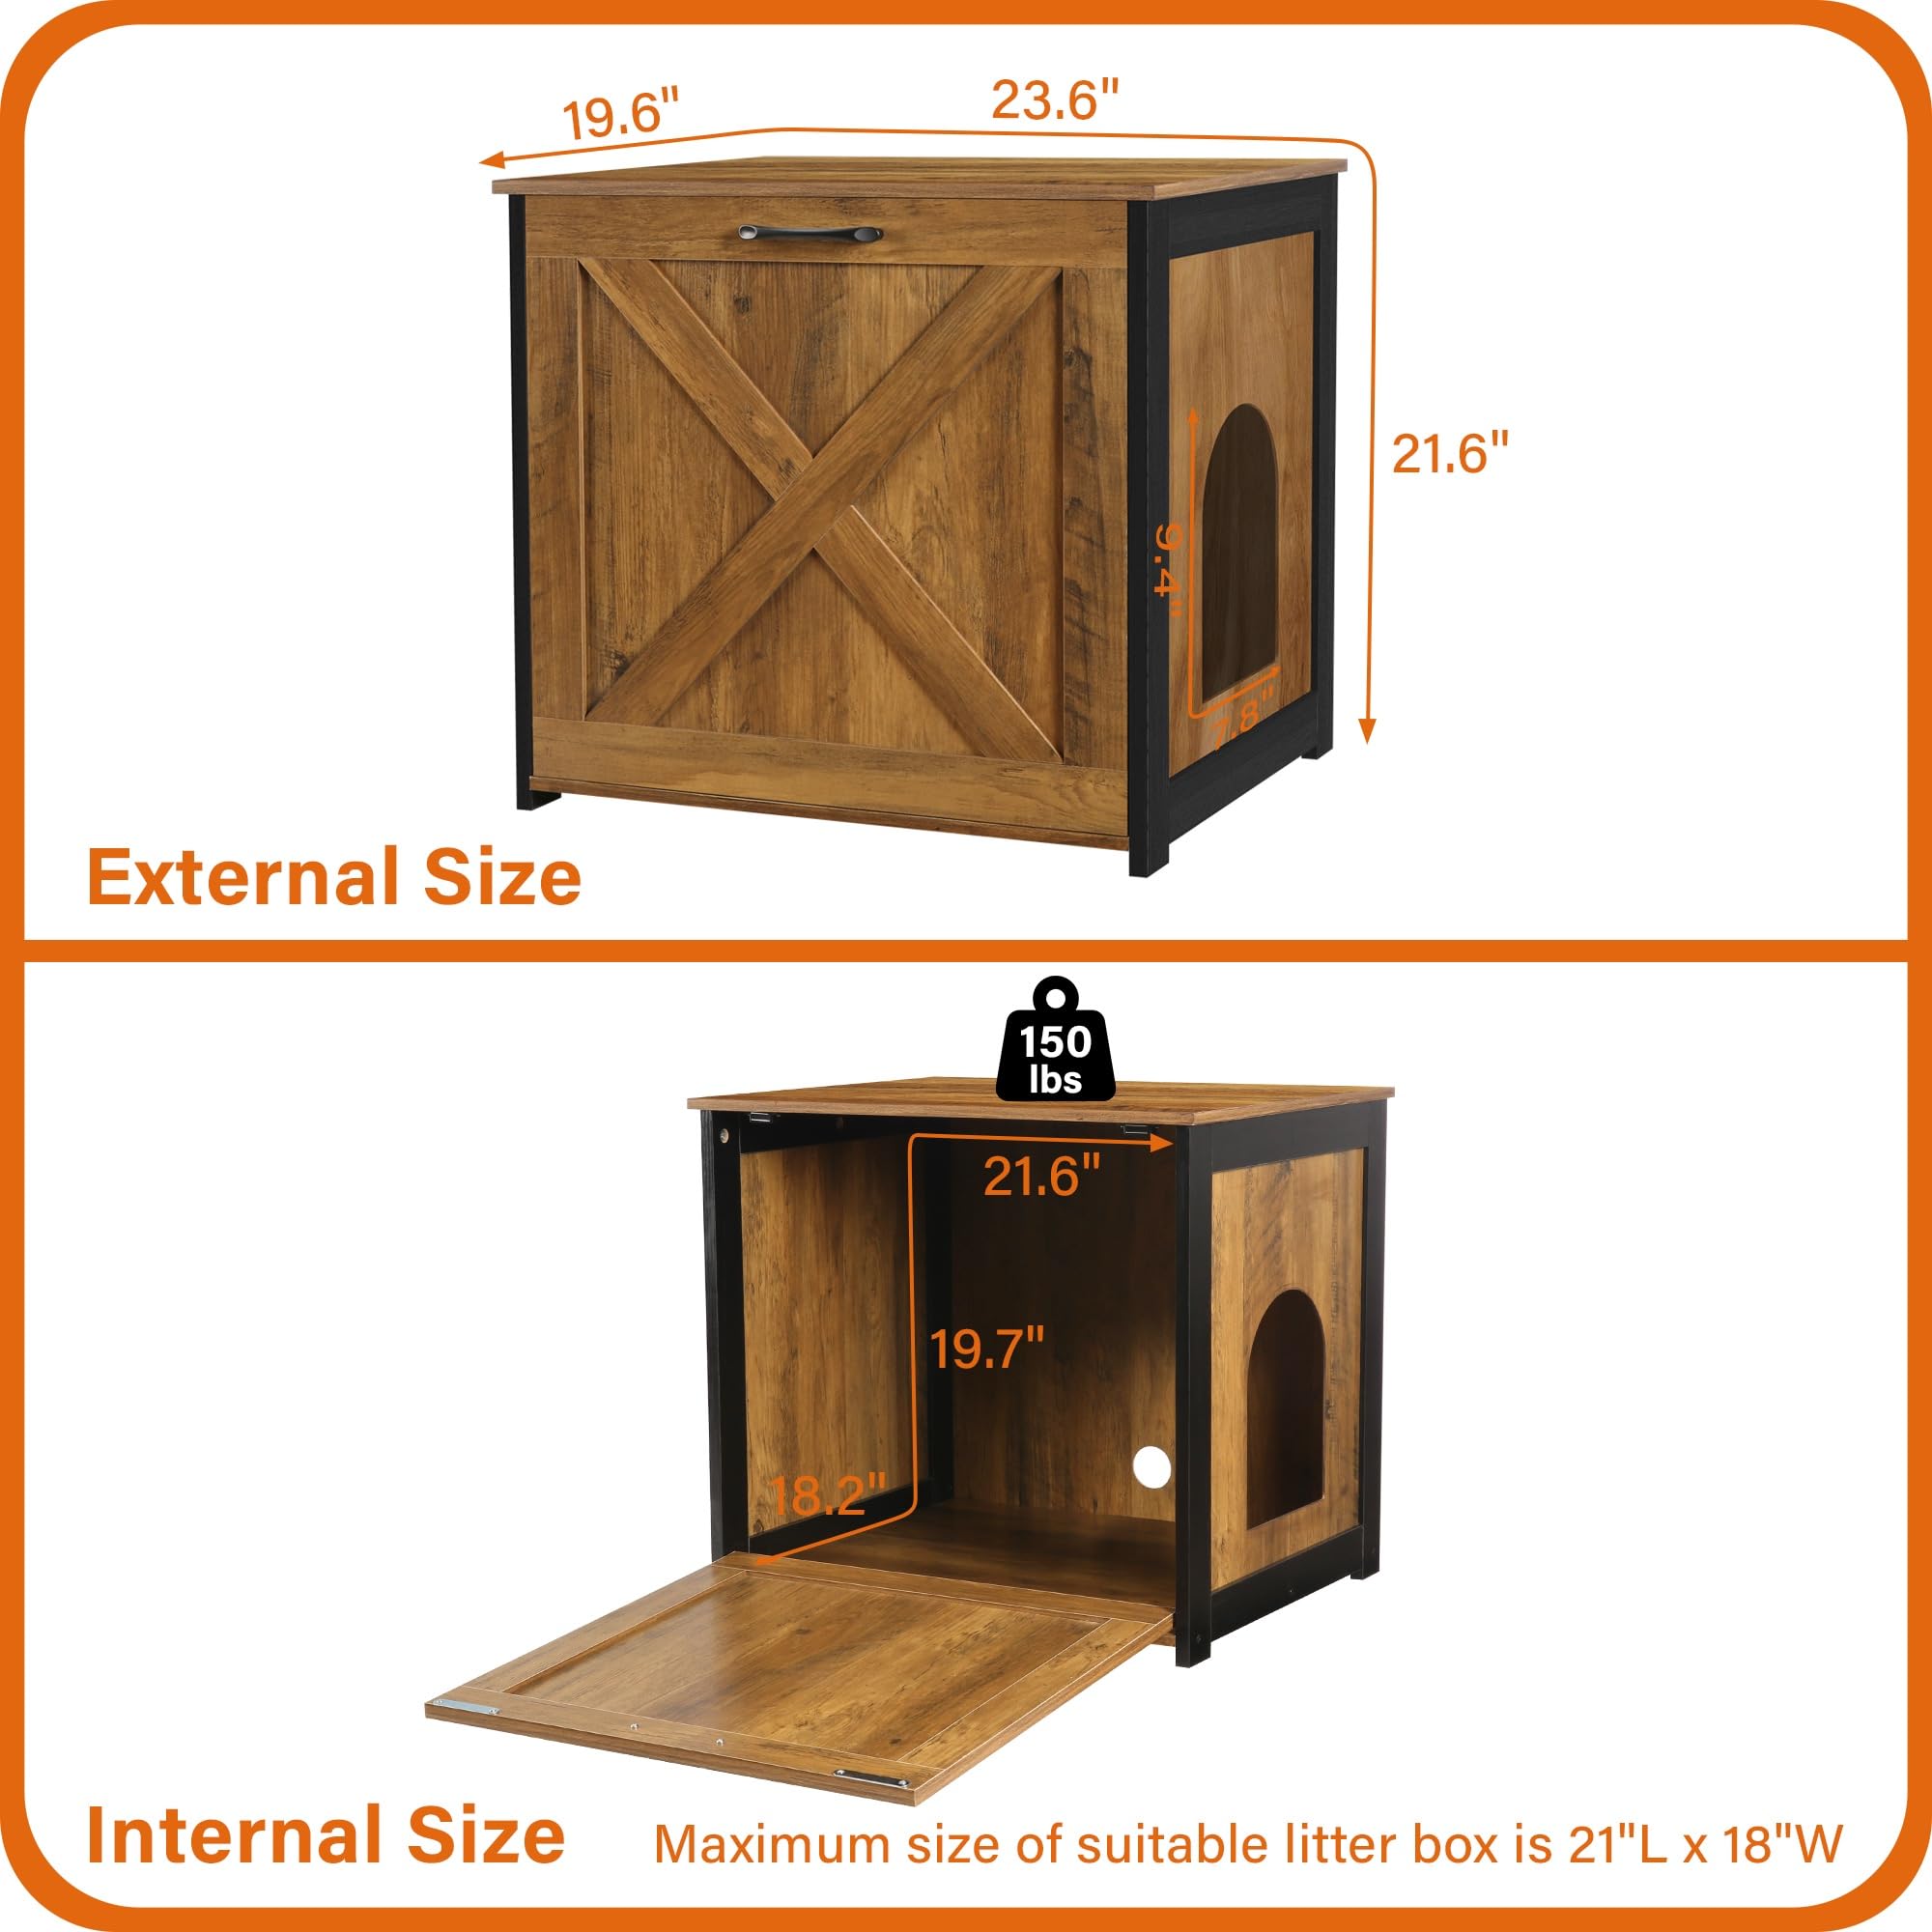 19.6"
23.6"
21.6"
9.4"
7.8"
External Size
150
lbs
21.6"
19.7"
18.2"
Internal Size
Maximum size of suitable litter box is 21"L x 18"W